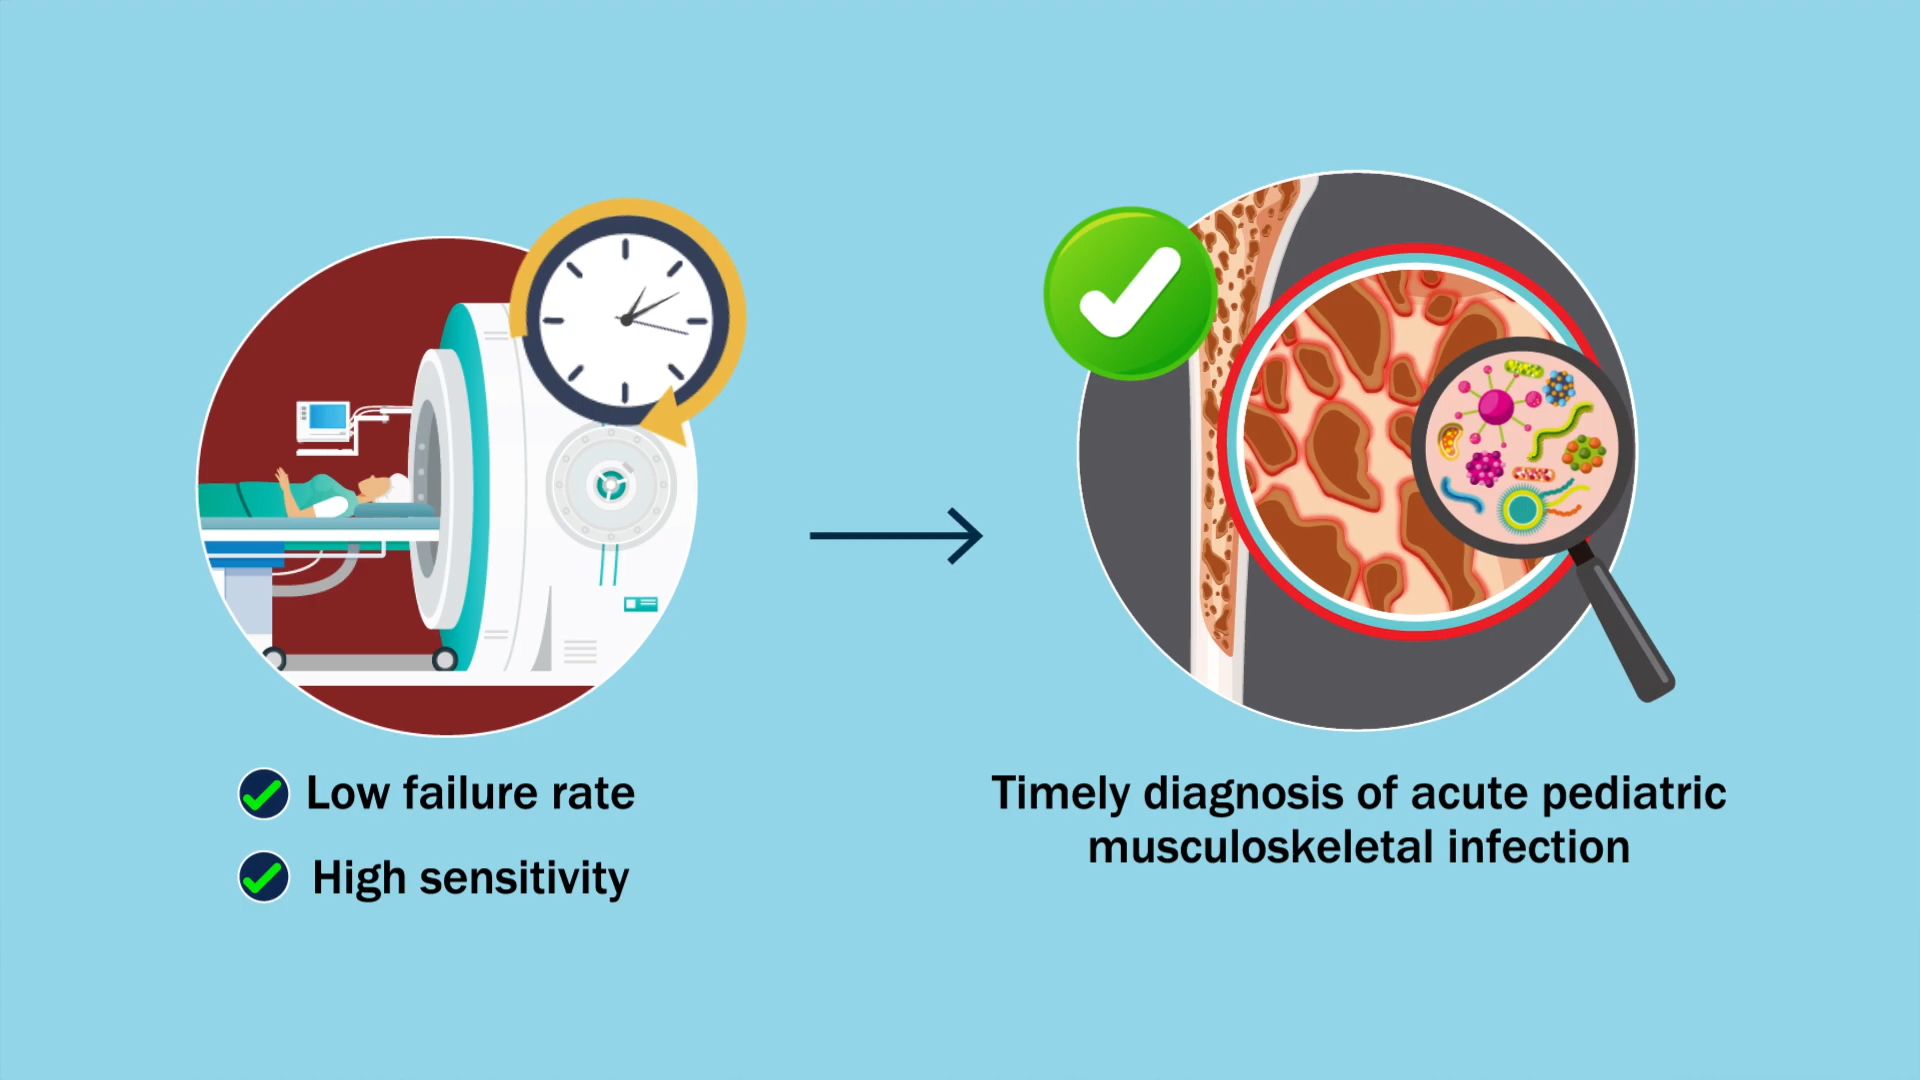 Low failure rate
High sensitivity
Timely diagnosis of acute pediatric
musculoskeletal infection